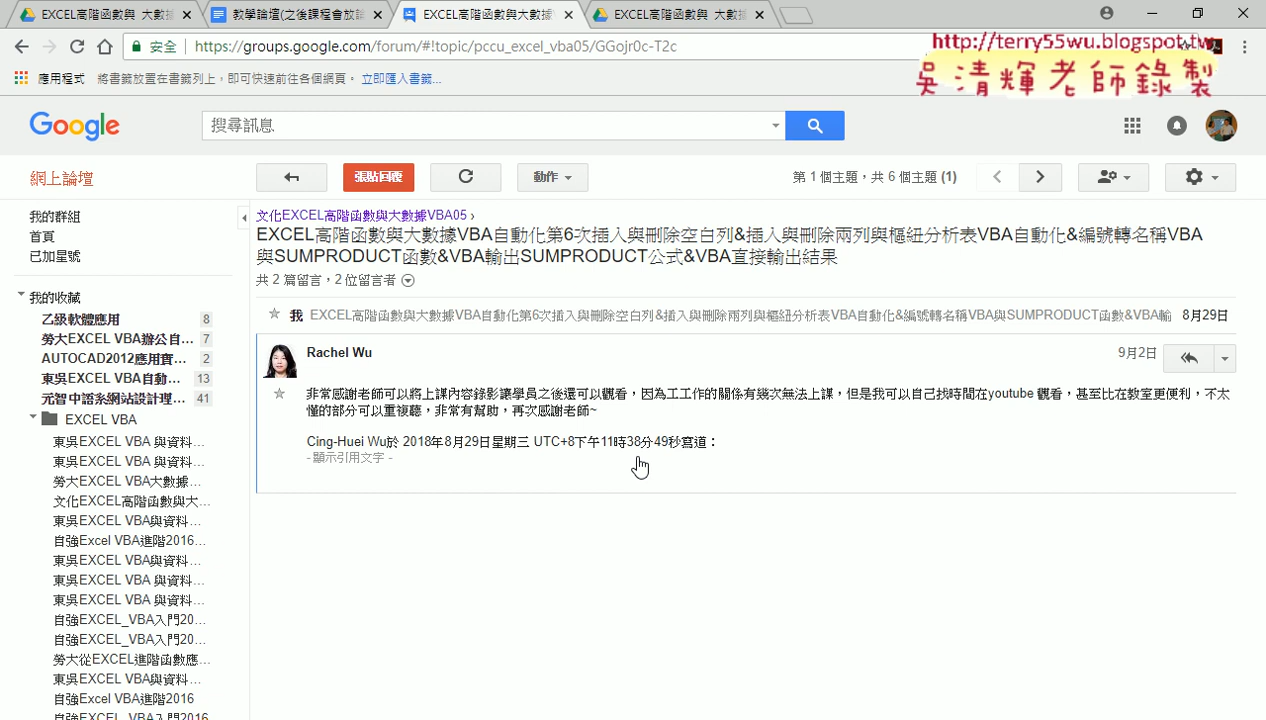 EXCEL高階函數與 大數據
教學論壇(之後課程會放論
EXCEL高階函數與大數據V
EXCEL高階函數與 大數據
安全 https://groups.google.com/forum/#!topic/pccu_excel_vba05/GGojr0c-T2c
http://terry55wu.blogspot.tw
吳清輝老師錄製
應用程式 將書籤放置在書籤列上，即可快速前往各個網頁。 立即匯入書籤...
Google 搜尋訊息
網上論壇 張貼回覆 動作 第 1 個主題，共 6 個主題 (1)
我的群組
首頁
已加星號
我的收藏
乙級軟體應用 8
勞大EXCEL VBA辦公自... 7
AUTOCAD2012應用實... 2
東吳EXCEL VBA自動... 13
元智中語系網站設計理... 41
EXCEL VBA
東吳EXCEL VBA 與資料...
東吳EXCEL VBA 與資料...
勞大EXCEL VBA大數據...
文化EXCEL高階函數與大...
東吳EXCEL VBA與資料...
自強Excel VBA進階2016...
東吳EXCEL VBA與資料...
東吳EXCEL VBA 與資料...
東吳EXCEL VBA 與資料...
自強EXCEL_VBA入門20...
自強EXCEL_VBA入門20...
勞大從EXCEL進階函數應...
東吳EXCEL VBA與資料...
自強Excel VBA進階2016
自強EXCEL_VBA入門2016
文化EXCEL高階函數與大數據VBA05 ›
EXCEL高階函數與大數據VBA自動化第6次插入與刪除空白列&插入與刪除兩列與樞紐分析表VBA自動化&編號轉名稱VBA
與SUMPRODUCT函數&VBA輸出SUMPRODUCT公式&VBA直接輸出結果
共 2 篇留言，2 位留言者
我 EXCEL高階函數與大數據VBA自動化第6次插入與刪除空白列&插入與刪除兩列與樞紐分析表VBA自動化&編號轉名稱VBA與SUMPRODUCT函數&VBA輸 8月29日
Rachel Wu 9月2日
非常感謝老師可以將上課內容錄影讓學員之後還可以觀看，因為工工作的關係有幾次無法上課，但是我可以自己找時間在youtube 觀看，甚至比在教室更便利，不太
懂的部分可以重複聽，非常有幫助，再次感謝老師~
Cing-Huei Wu於 2018年8月29日星期三 UTC+8下午11時38分49秒寫道：
- 顯示引用文字 -